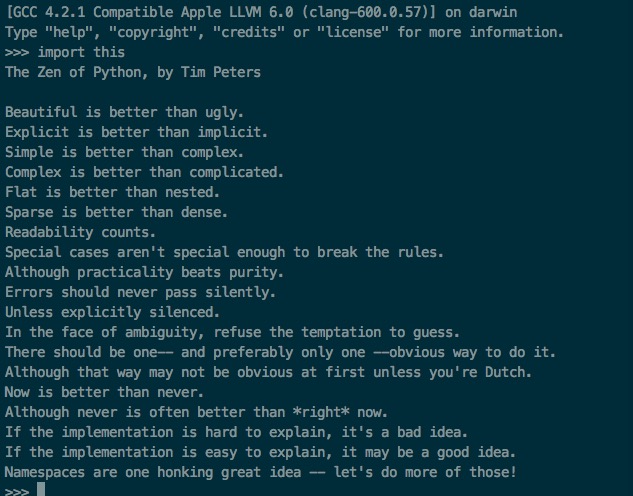 [GCC 4.2.1 Compatible Apple LLVM 6.0 (clang-600.0.57)] on darwin
Type "help", "copyright", "credits" or "license" for more information.
>>> import this
The Zen of Python, by Tim Peters

Beautiful is better than ugly.
Explicit is better than implicit.
Simple is better than complex.
Complex is better than complicated.
Flat is better than nested.
Sparse is better than dense.
Readability counts.
Special cases aren't special enough to break the rules.
Although practicality beats purity.
Errors should never pass silently.
Unless explicitly silenced.
In the face of ambiguity, refuse the temptation to guess.
There should be one-- and preferably only one --obvious way to do it.
Although that way may not be obvious at first unless you're Dutch.
Now is better than never.
Although never is often better than *right* now.
If the implementation is hard to explain, it's a bad idea.
If the implementation is easy to explain, it may be a good idea.
Namespaces are one honking great idea -- let's do more of those!
>>>